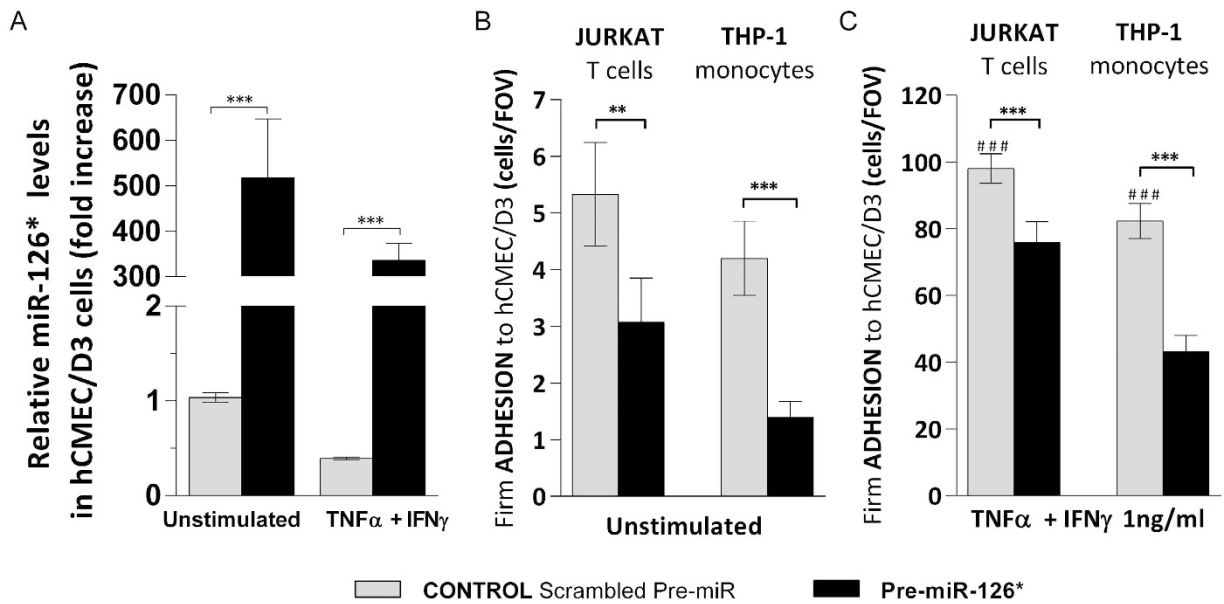 A
Relative miR-126* levels
in hCMEC/D3 cells (fold increase)
700
600
500
400
300
2
1
0
***
***
Unstimulated
TNFα + IFNγ
B
JURKAT
T cells
THP-1
monocytes
Firm ADHESION to hCMEC/D3 (cells/FOV)
7
6
5
4
3
2
1
0
**
***
Unstimulated
C
JURKAT
T cells
THP-1
monocytes
Firm ADHESION to hCMEC/D3 (cells/FOV)
120
100
80
60
40
20
0
***
###
***
###
TNFα + IFNγ 1ng/ml
CONTROL Scrambled Pre-miR
Pre-miR-126*